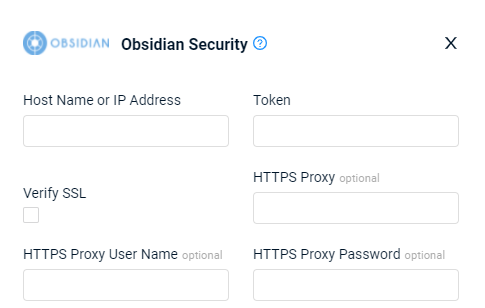 OBSIDIAN Obsidian Security ? X
Host Name or IP Address Token
HTTPS Proxy optional
Verify SSL
HTTPS Proxy User Name optional HTTPS Proxy Password optional